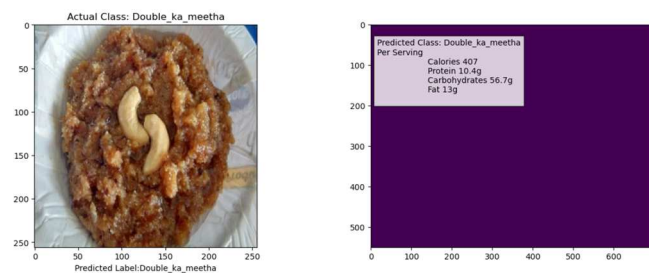 Actual Class: Double_ka_meetha
0
50
100
150
200
250
0 50 100 150 200 250
Predicted Label:Double_ka_meetha
0
100
200
300
400
500
0 100 200 300 400 500 600
Predicted Class: Double_ka_meetha
Per Serving
Calories 407
Protein 10.4g
Carbohydrates 56.7g
Fat 13g